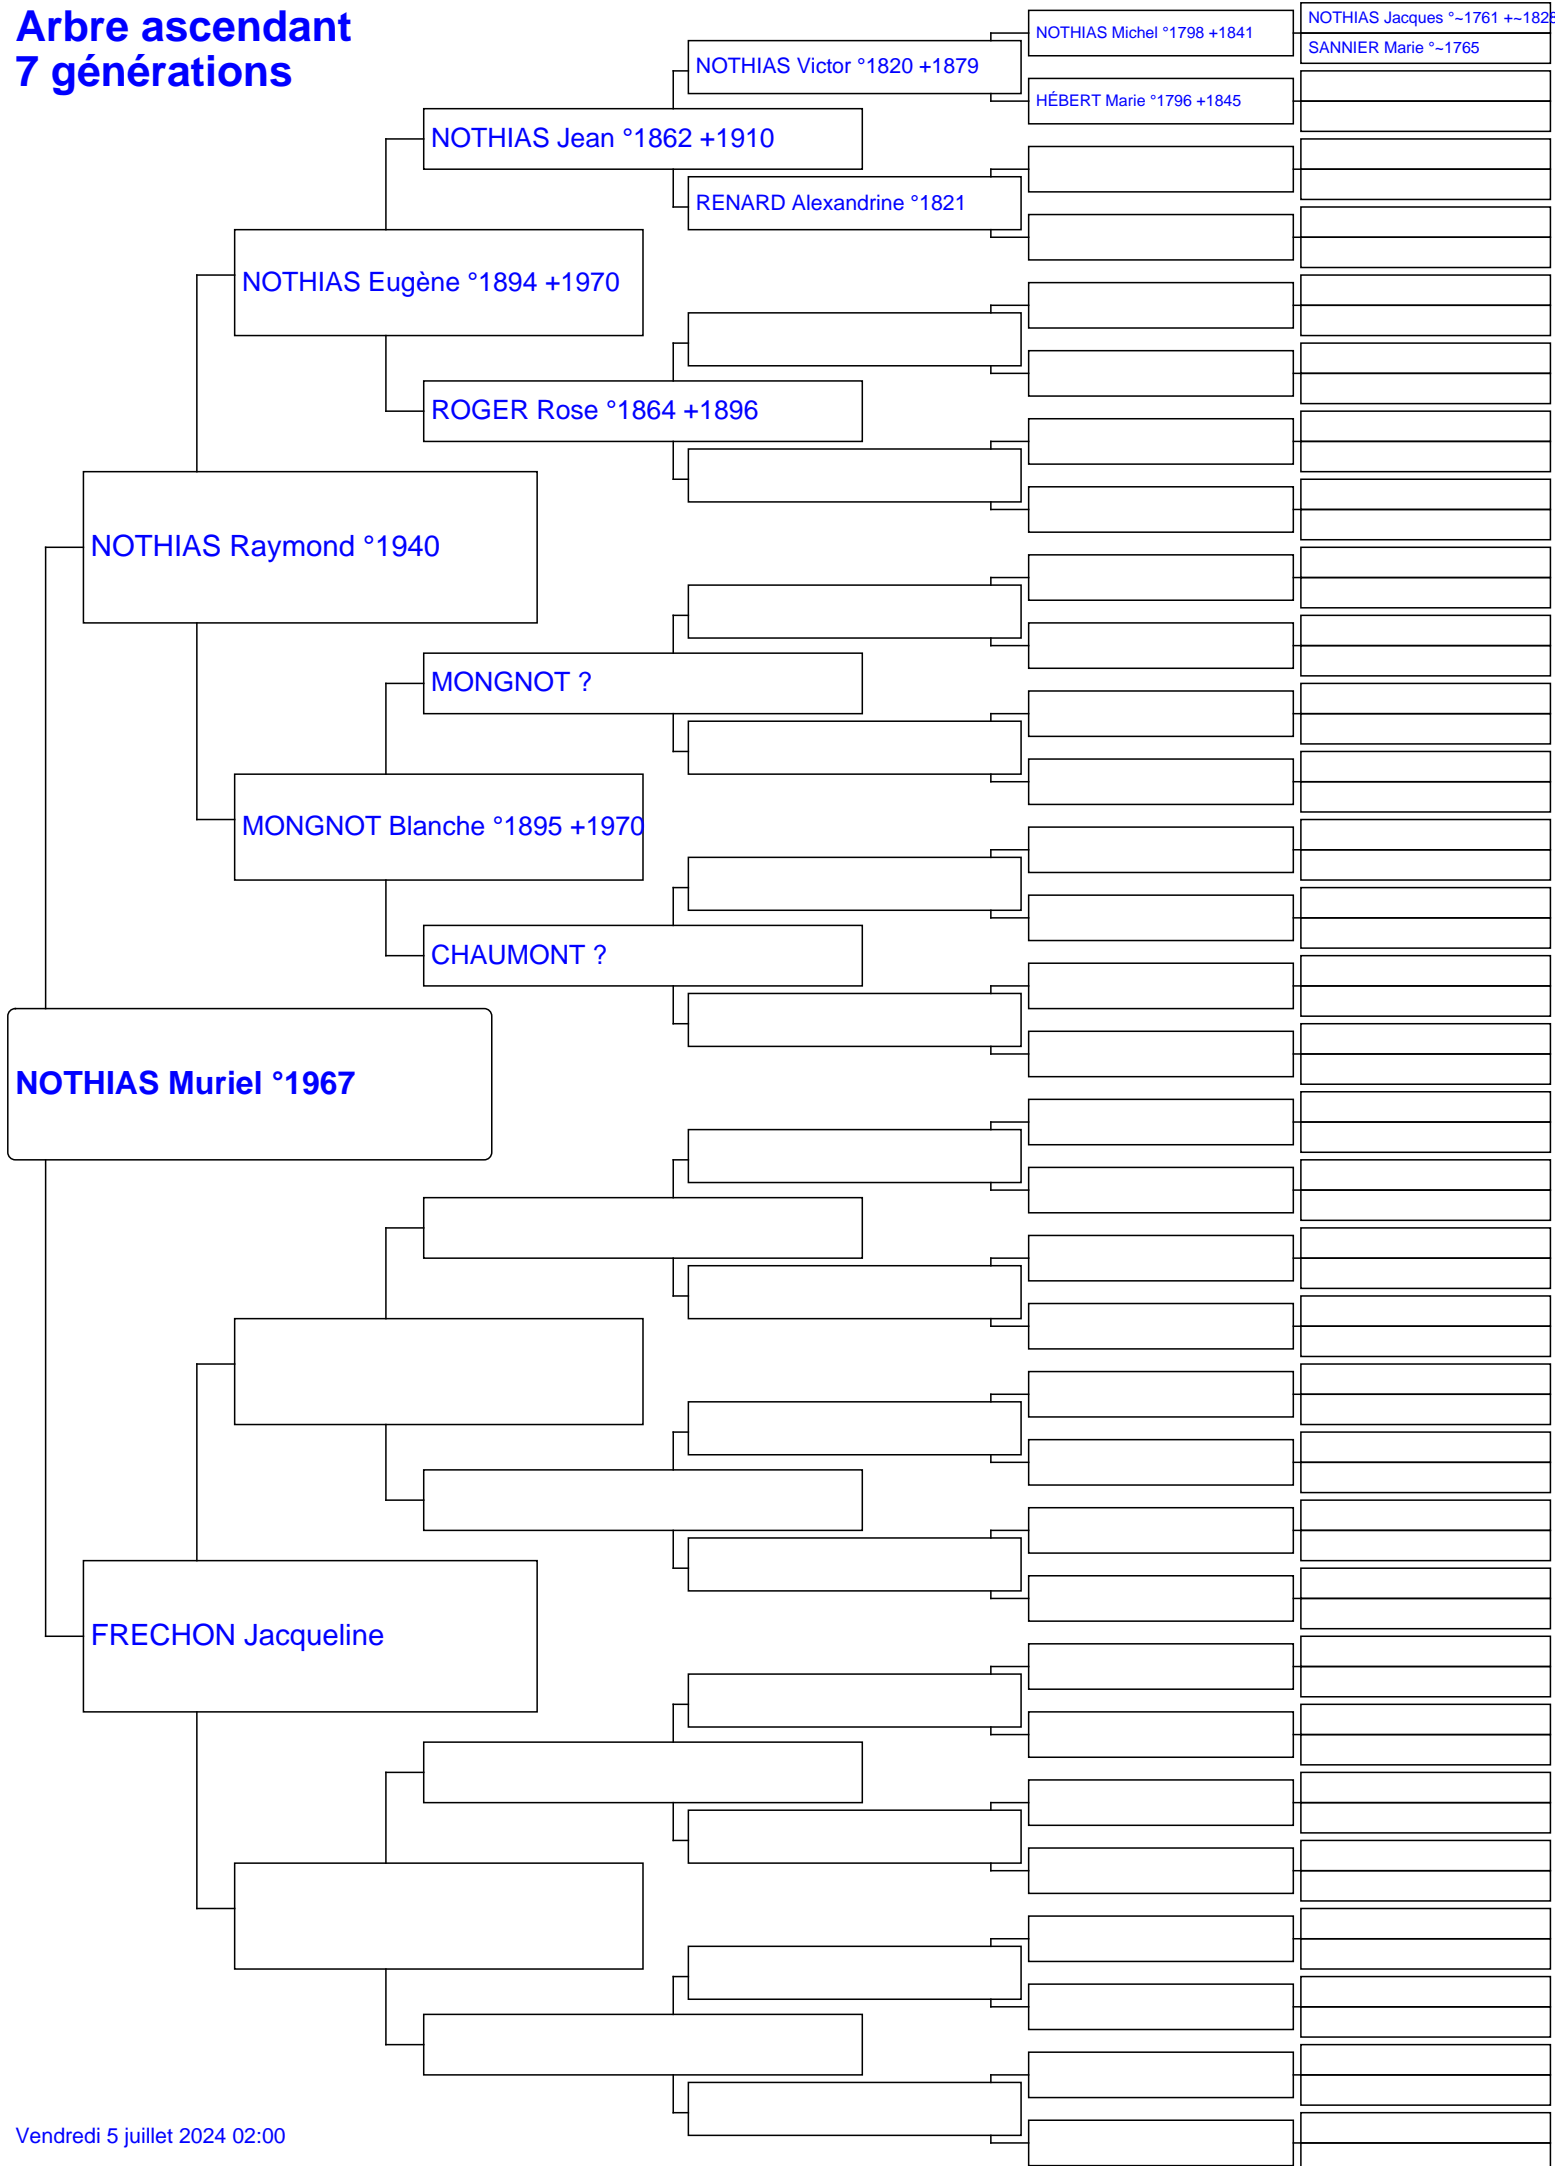 Arbre ascendant
7 générations
NOTHIAS Jacques °~1761 +~1828
SANNIER Marie °~1765
NOTHIAS Michel °1798 +1841
HÉBERT Marie °1796 +1845
NOTHIAS Victor °1820 +1879
RENARD Alexandrine °1821
NOTHIAS Jean °1862 +1910
NOTHIAS Eugène °1894 +1970
ROGER Rose °1864 +1896
NOTHIAS Raymond °1940
MONGNOT ?
MONGNOT Blanche °1895 +1970
CHAUMONT ?
NOTHIAS Muriel °1967
FRECHON Jacqueline
Vendredi 5 juillet 2024 02:00